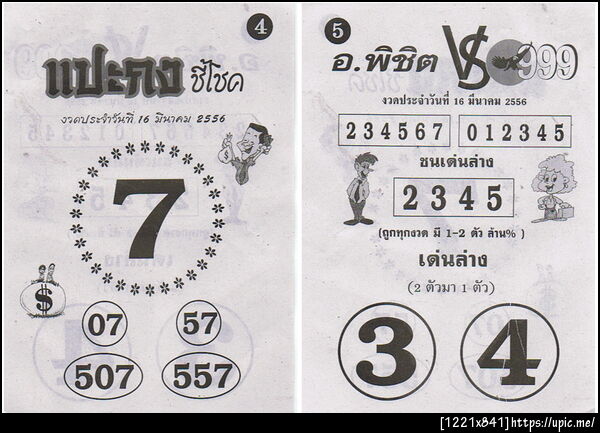 4
แปะกง ชี้โชค
งวดประจำวันที่ 16 มีนาคม 2556
7
$
$
07 57
507 557
5
อ.พิชิต VS 999
งวดประจำวันที่ 16 มีนาคม 2556
234567 012345
ชนเด่นล่าง
2345
(ถูกทุกงวด มี 1-2 ตัว ล้าน%)
เด่นล่าง
(2 ตัวมา 1 ตัว)
3 4
[1221x841]https://upic.me/